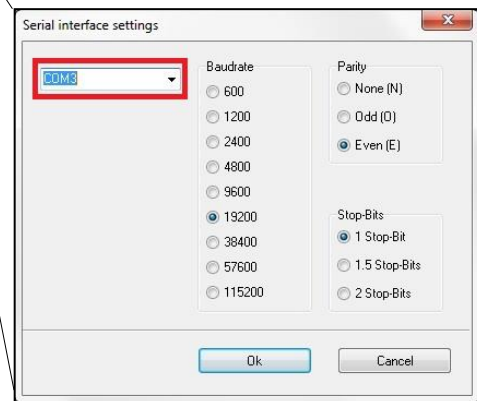 Serial interface settings
COM3
Baudrate
600
1200
2400
4800
9600
19200
38400
57600
115200
Parity
None (N)
Odd (O)
Even (E)
Stop-Bits
1 Stop-Bit
1.5 Stop-Bits
2 Stop-Bits
Ok
Cancel